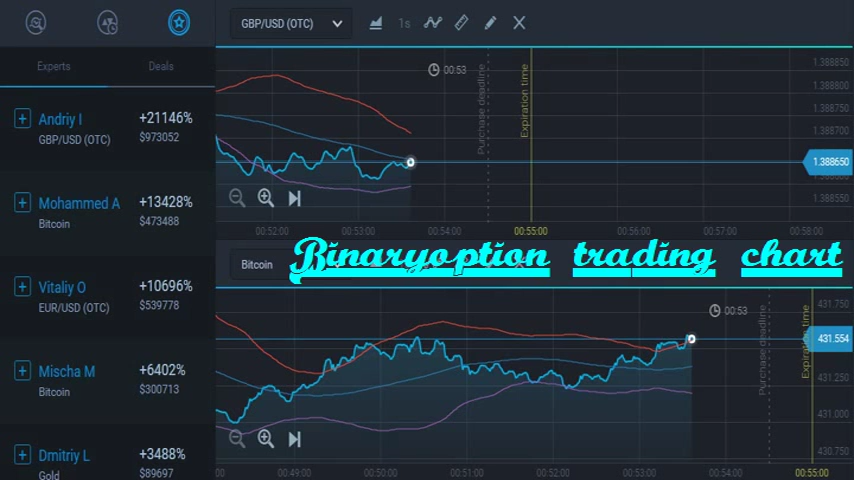 GBP/USD (OTC)
1s
Experts
Deals
Andriy I
+21146%
GBP/USD (OTC)
$973052
Mohammed A
+13428%
Bitcoin
$473488
Vitaliy O
+10696%
EUR/USD (OTC)
$539778
Mischa M
+6402%
Bitcoin
$300713
Dmitriy L
+3488%
Gold
$89697
00:53
Purchase deadline
Expiration time
1.388850
1.388800
1.388750
1.388700
1.388650
1.388600
1.388550
00:52:00
00:53:00
00:54:00
00:55:00
00:56:00
00:57:00
00:58:00
Binaryoption trading chart
Bitcoin
00:53
Purchase deadline
Expiration time
431.750
431.554
431.250
431.000
430.750
00
00:49:00
00:50:00
00:51:00
00:52:00
00:53:00
00:54:00
00:55:00